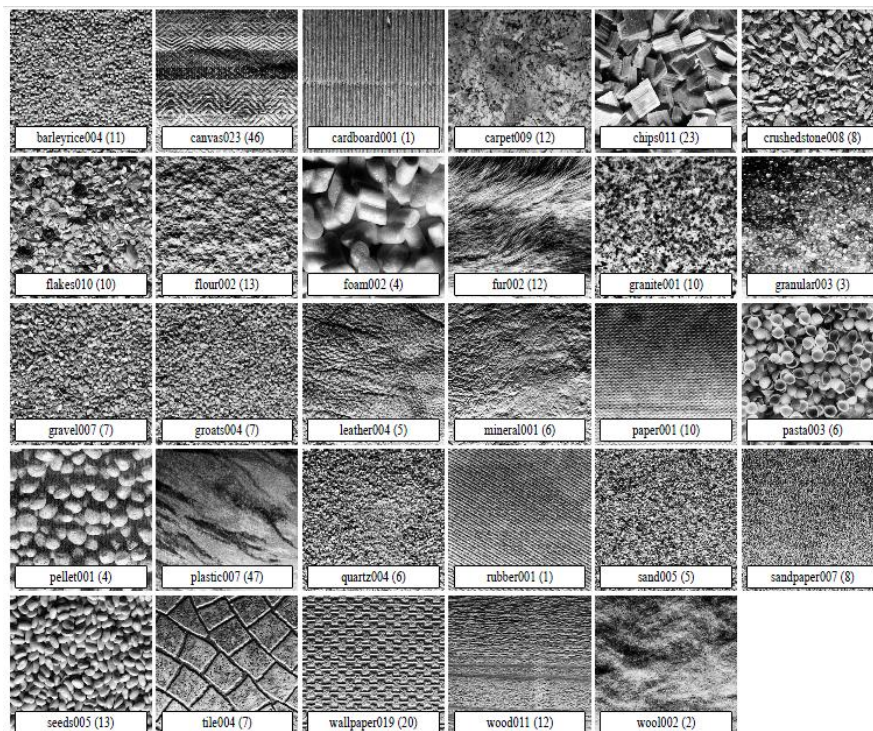 barleyrice004 (11)
canvas023 (46)
cardboard001 (1)
carpet009 (12)
chips011 (23)
crushedstone008 (8)
flakes010 (10)
flour002 (13)
foam002 (4)
fur002 (12)
granite001 (10)
granular003 (3)
gravel007 (7)
groats004 (7)
leather004 (5)
mineral001 (6)
paper001 (10)
pasta003 (6)
pellet001 (4)
plastic007 (47)
quartz004 (6)
rubber001 (1)
sand005 (5)
sandpaper007 (8)
seeds005 (13)
tile004 (7)
wallpaper019 (20)
wood011 (12)
wool002 (2)